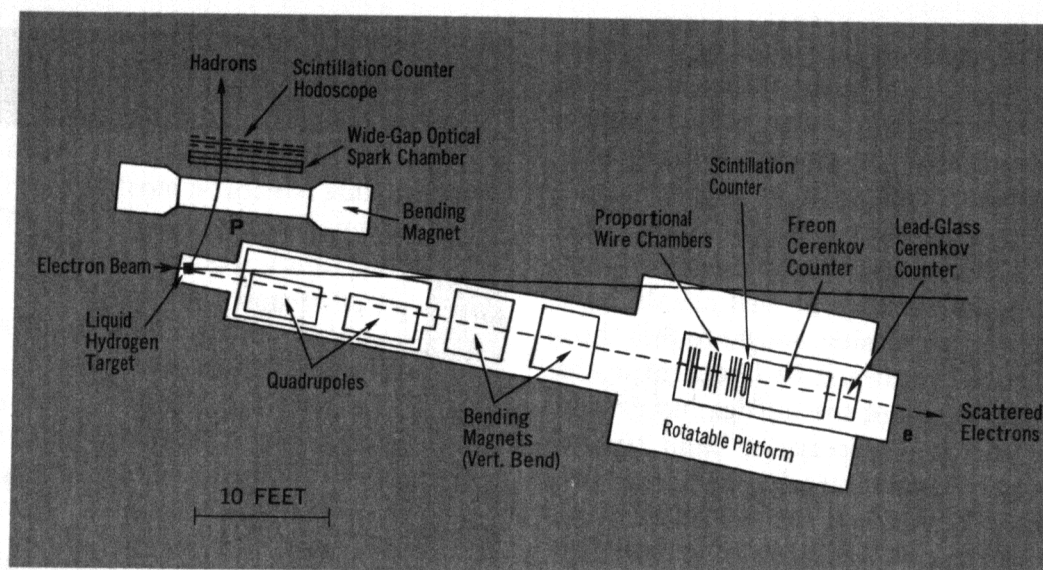 Hadrons
Scintillation Counter
Hodoscope
Wide-Gap Optical
Spark Chamber
Bending
Magnet
P
Electron Beam
Liquid
Hydrogen
Target
Quadrupoles
Bending
Magnets
(Vert. Bend)
Proportional
Wire Chambers
Scintillation
Counter
Freon
Cerenkov
Counter
Lead-Glass
Cerenkov
Counter
Rotatable Platform
e
Scattered
Electrons
10 FEET